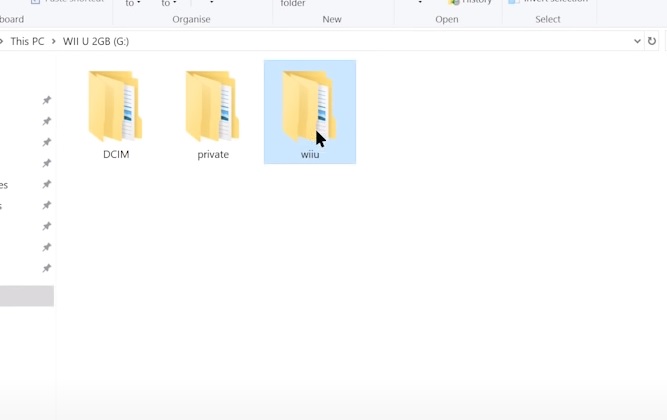 Paste shortcut
to
to
folder
History
Invert selection
board
Organise
New
Open
Select
This PC
WII U 2GB (G:)
es
s
DCIM
private
wiiu